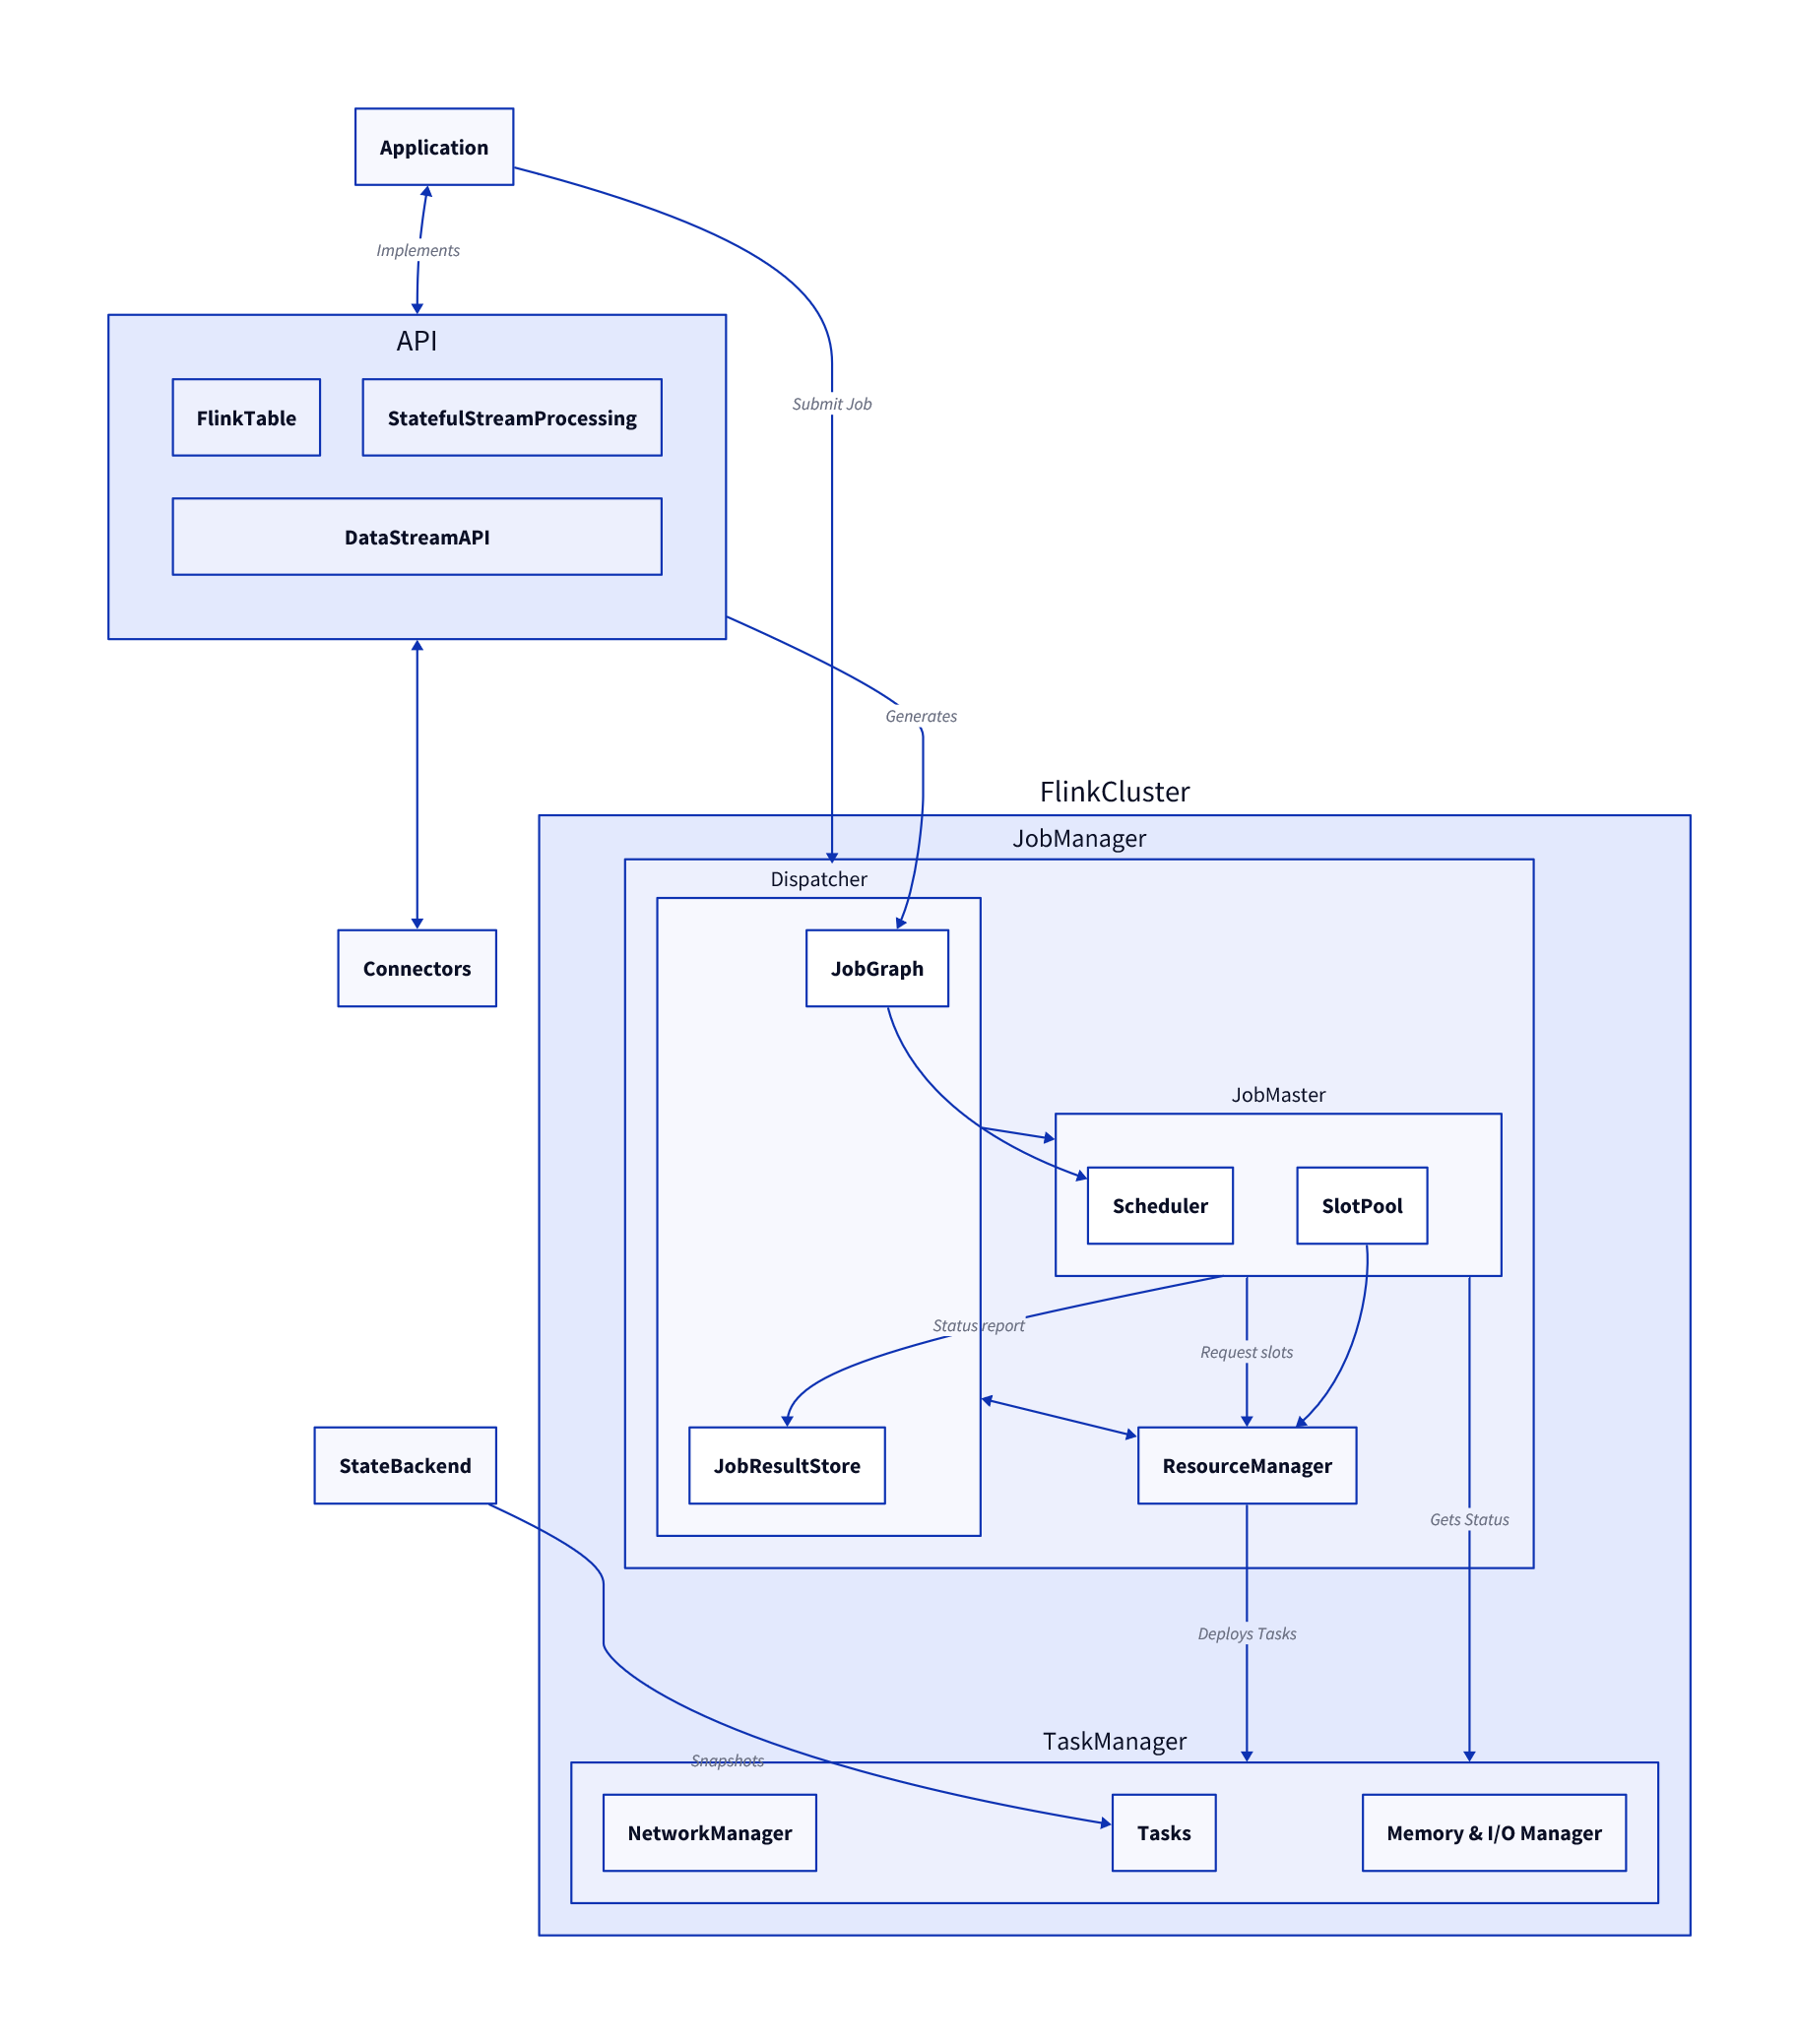 Application
Implements
API
FlinkTable
StatefulStreamProcessing
Submit Job
DataStreamAPI
Generates
FlinkCluster
JobManager
Dispatcher
JobGraph
Connectors
JobMaster
Scheduler
SlotPool
Status report
Request slots
StateBackend
JobResultStore
ResourceManager
Gets Status
Deploys Tasks
TaskManager
Snapshots
NetworkManager
Tasks
Memory & I/O Manager